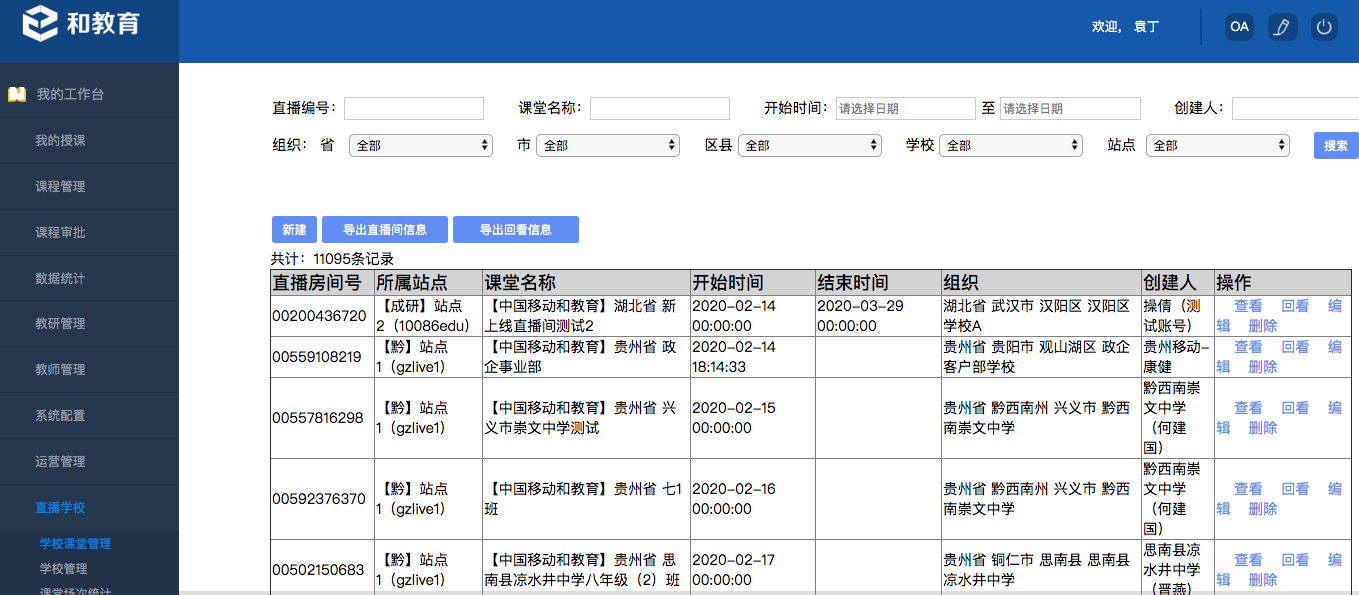 和教育
欢迎, 袁丁
OA
我的工作台
我的授课
课程管理
课程审批
数据统计
教研管理
教师管理
系统配置
运营管理
直播学校
学校课堂管理
学校管理
课堂场次统计
直播编号： 课堂名称： 开始时间： 请选择日期 至 请选择日期 创建人：
组织： 省 全部 市 全部 区县 全部 学校 全部 站点 全部 搜索
新建 导出直播间信息 导出回看信息
共计：11095条记录
直播房间号 所属站点 课堂名称 开始时间 结束时间 组织 创建人 操作
00200436720
【成研】站点
2（10086edu）
【中国移动和教育】湖北省 新
上线直播间测试2
2020-02-14
00:00:00
2020-03-29
00:00:00
湖北省 武汉市 汉阳区 汉阳区
学校A
操倩（测
试账号）
查看 回看 编
辑 删除
00559108219
【黔】站点
1（gzlive1）
【中国移动和教育】贵州省 政
企事业部
2020-02-14
18:14:33
贵州省 贵阳市 观山湖区 政企
客户部学校
贵州移动-
康健
查看 回看 编
辑 删除
00557816298
【黔】站点
1（gzlive1）
【中国移动和教育】贵州省 兴
义市崇文中学测试
2020-02-15
00:00:00
贵州省 黔西南州 兴义市 黔西
南崇文中学
黔西南崇
文中学
（何建
国）
查看 回看 编
辑 删除
00592376370
【黔】站点
1（gzlive1）
【中国移动和教育】贵州省 七1
班
2020-02-16
00:00:00
贵州省 黔西南州 兴义市 黔西
南崇文中学
黔西南崇
文中学
（何建
国）
查看 回看 编
辑 删除
00502150683
【黔】站点
1（gzlive1）
【中国移动和教育】贵州省 思
南县凉水井中学八年级（2）班
2020-02-17
00:00:00
贵州省 铜仁市 思南县 思南县
凉水井中学
思南县凉
水井中学
（晋燕）
查看 回看 编
辑 删除